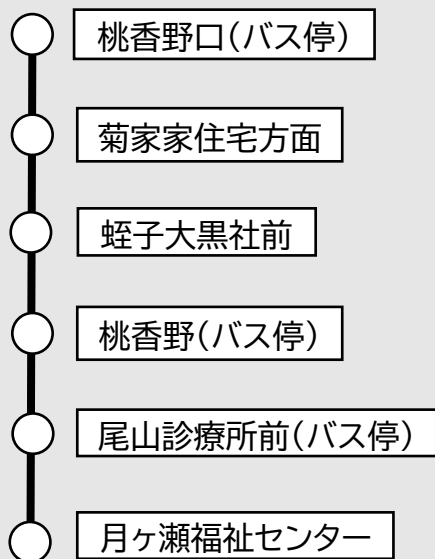 桃香野口(バス停)
菊家家住宅方面
蛭子大黒社前
桃香野(バス停)
尾山診療所前(バス停)
月ヶ瀬福祉センター